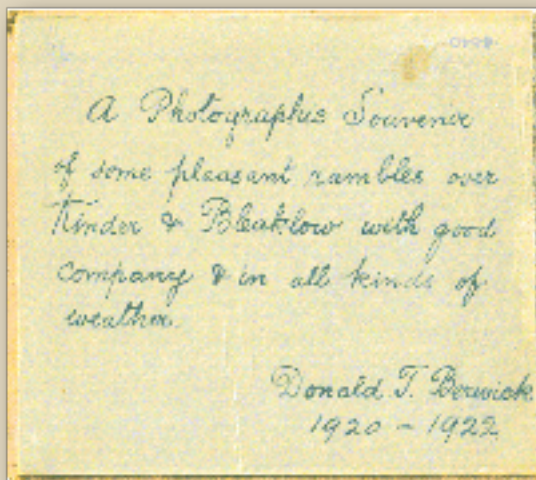 A Photographic Souvenir
of some pleasant rambles over
Kinder & Bleaklow with good
company & in all kinds of
weather.
Donald T. Berwick
1920 - 1922